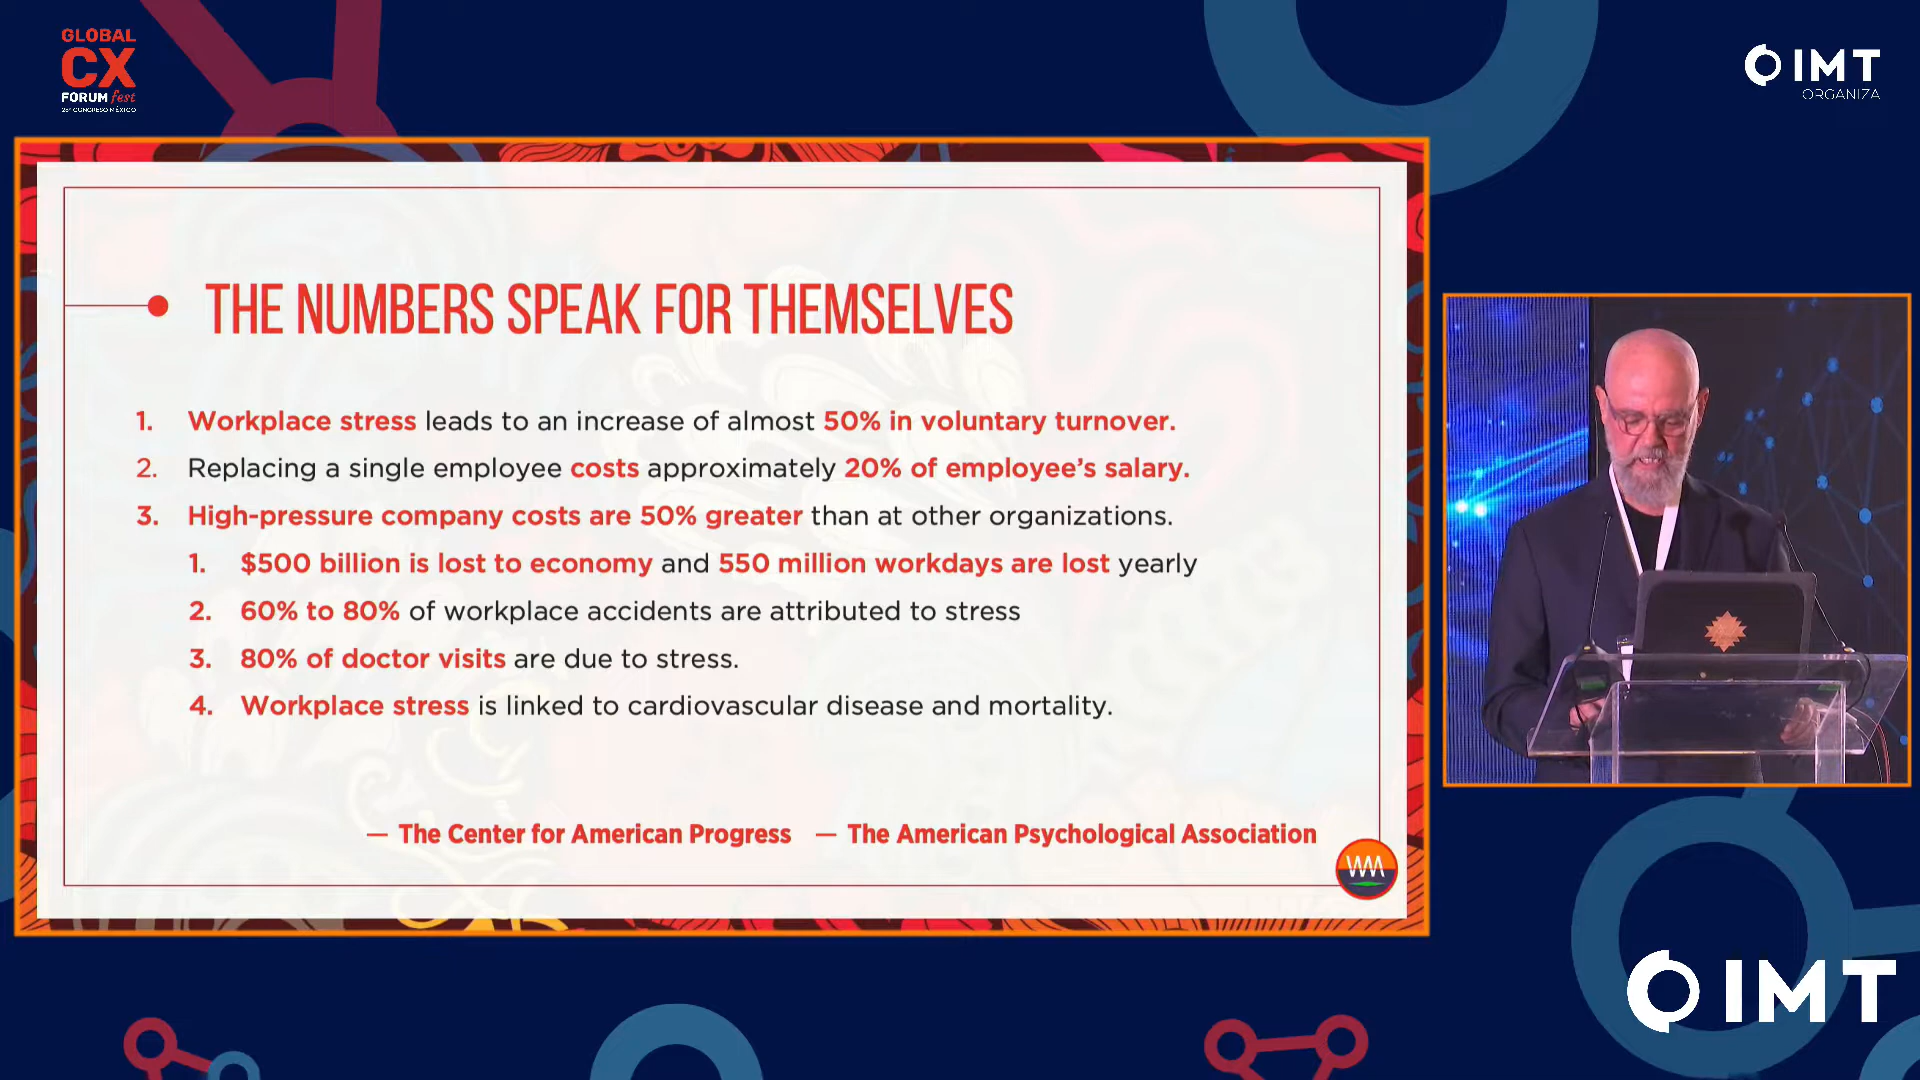 GLOBAL
CX
FORUM fest
IMT
ORGANIZA
THE NUMBERS SPEAK FOR THEMSELVES
1. Workplace stress leads to an increase of almost 50% in voluntary turnover.
2. Replacing a single employee costs approximately 20% of employee’s salary.
3. High-pressure company costs are 50% greater than at other organizations.
1. $500 billion is lost to economy and 550 million workdays are lost yearly
2. 60% to 80% of workplace accidents are attributed to stress
3. 80% of doctor visits are due to stress.
4. Workplace stress is linked to cardiovascular disease and mortality.
— The Center for American Progress — The American Psychological Association
IMT